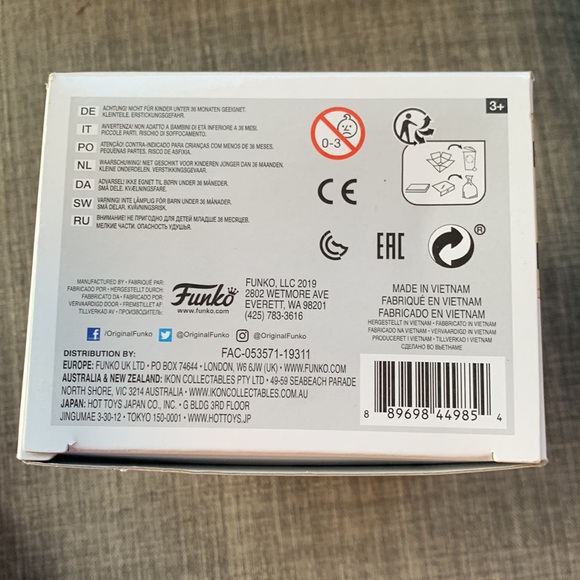 DE ACHTUNG! NICHT FÜR KINDER UNTER 36 MONATEN GEEIGNET.
KLEINTEILE. ERSTICKUNGSGEFAHR.
IT AVVERTENZA! NON ADATTO A BAMBINI DI ETÀ INFERIORE A 36 MESI.
PICCOLE PARTI, RISCHIO DI SOFFOCAMENTO.
PO ATENÇÃO! CONTRA-INDICADO PARA CRIANÇAS COM MENOS DE 36 MESES.
PEQUENAS PARTES, RISCO DE ASFIXIA.
NL WAARSCHUWING! NIET GESCHIKT VOOR KINDEREN JONGER DAN 36 MAANDEN,
KLEINE ONDERDELEN. VERSTIKKINGSGEVAAR.
DA ADVARSEL! IKKE EGNET TIL BØRN UNDER 36 MÅNEDER,
SMÅ DELE. KVÆLNINGSFARE.
SW VARNING! INTE LÄMPLIG FÖR BARN UNDER 36 MÅNADER,
SMÅ DELAR. KVÄVNINGSRISK.
RU ВНИМАНИЕ! НЕ ПРИГОДНО ДЛЯ ДЕТЕЙ МЛАДШЕ 36 МЕСЯЦЕВ.
МЕЛКИЕ ЧАСТИ, ОПАСНОСТЬ УДУШЬЯ.
0-3
3+
CE
EAC
®
MANUFACTURED BY • FABRIQUÉ PAR:
FABRICADO POR • HERGESTELLT DURCH:
FABBRICATO DA • FABRICADO POR:
VERVAARDIGD DOOR • FREMSTILLET AF:
TILLVERKAD AV • ПРОИЗВОДИТЕЛЬ:
Funko
www.funko.com
FUNKO, LLC 2019
2802 WETMORE AVE
EVERETT, WA 98201
(425) 783-3616
MADE IN VIETNAM
FABRIQUÉ EN VIETNAM
FABRICADO EN VIETNAM
HERGESTELLT IN VIETNAM • FABBRICATO IN VIETNAM
FABRICADO NA VIETNAM • VERVAARDIGD IN VIETNAM
PRODUCERET I VIETNAM • TILLVERKAD I VIETNAM
СДЕЛАНО ВО ВЬЕТНАМЕ
/OriginalFunko @OriginalFunko @OriginalFunko
FAC-053571-19311
DISTRIBUTION BY:
EUROPE: FUNKO UK LTD • PO BOX 74644 • LONDON, W6 6JW (UK) • WWW.FUNKO.COM
AUSTRALIA & NEW ZEALAND: IKON COLLECTABLES PTY LTD • 49-59 SEABEACH PARADE
NORTH SHORE, VIC 3214 AUSTRALIA • WWW.IKONCOLLECTABLES.COM.AU
JAPAN: HOT TOYS JAPAN CO., INC. • G BLDG 3RD FLOOR
JINGUMAE 3-30-12 • TOKYO 150-0001 • WWW.HOTTOYS.JP
8 89698 44985 4